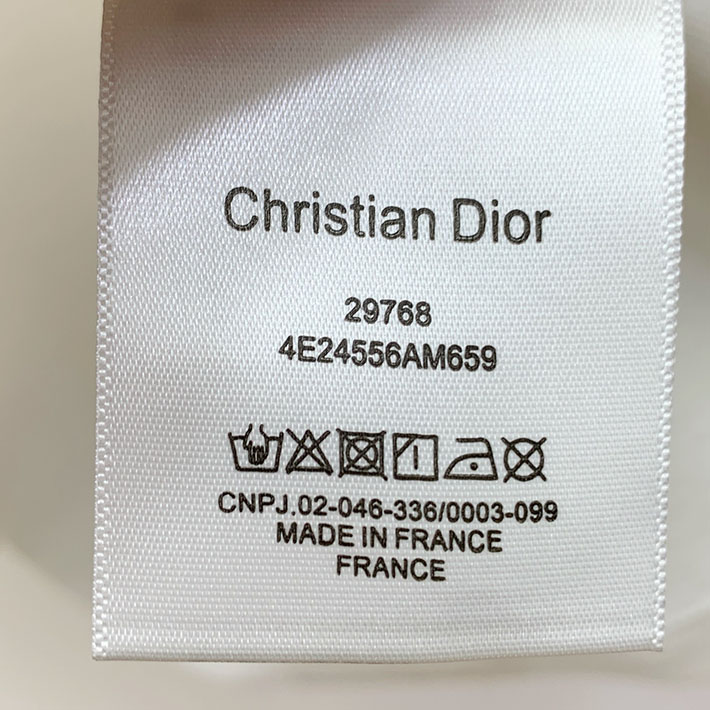 Christian Dior
29768
4E24556AM659
CNPJ.02-046-336/0003-099
MADE IN FRANCE
FRANCE